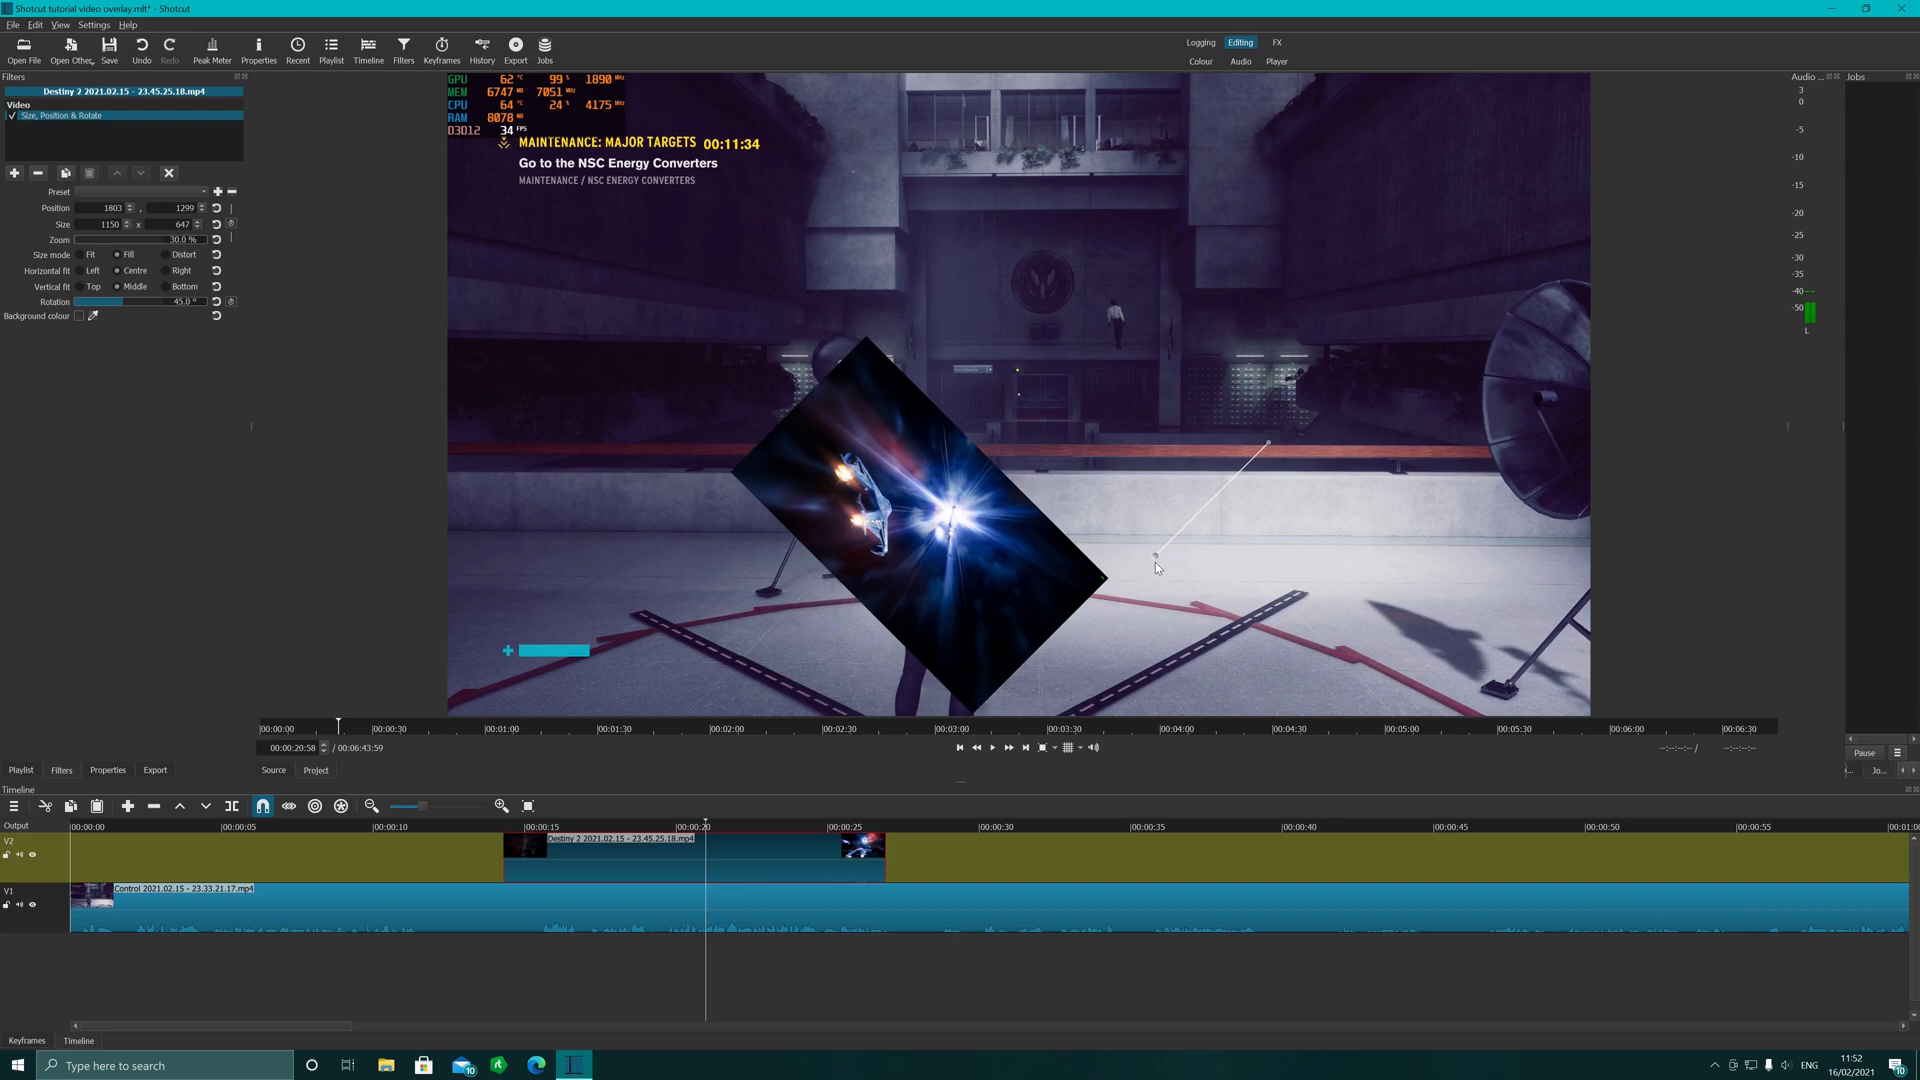 Shotcut tutorial video overlay.mlt* - Shotcut
File Edit View Settings Help
Open File Open Other.. Save Undo Redo Peak Meter Properties Recent Playlist Timeline Filters Keyframes History Export Jobs
Logging Editing FX
Colour Audio Player
Filters
Destiny 2 2021.02.15 - 23.45.25.18.mp4
Video
Size, Position & Rotate
Preset
Position 1803 , 1299
Size 1150 x 647
Zoom 30.0 %
Size mode Fit Fill Distort
Horizontal fit Left Centre Right
Vertical fit Top Middle Bottom
Rotation 45.0 °
Background colour
GPU 62 °C 99 % 1890 MHz
MEM 6747 MB 7051 MHz
CPU 64 °C 24 % 4175 MHz
RAM 8078 MB
D3D12 34 FPS
MAINTENANCE: MAJOR TARGETS 00:11:34
Go to the NSC Energy Converters
MAINTENANCE / NSC ENERGY CONVERTERS
Audio ...
3
0
-5
-10
-15
-20
-25
-30
-35
-40
-50
L
Jobs
00:00:00 00:00:30 00:01:00 00:01:30 00:02:00 00:02:30 00:03:00 00:03:30 00:04:00 00:04:30 00:05:00 00:05:30 00:06:00 00:06:30
00:00:20:58 / 00:06:43:59
--:--:--:-- / --:--:--:--
Pause
Playlist Filters Properties Export
Source Project
Jo...
Timeline
Output
00:00:00 00:00:05 00:00:10 00:00:15 00:00:20 00:00:25 00:00:30 00:00:35 00:00:40 00:00:45 00:00:50 00:00:55 00:01:0
V2
Destiny 2 2021.02.15 - 23.45.25.18.mp4
V1
Control 2021.02.15 - 23.33.21.17.mp4
Keyframes Timeline
Type here to search
10
rt
ENG
11:52
16/02/2021
10